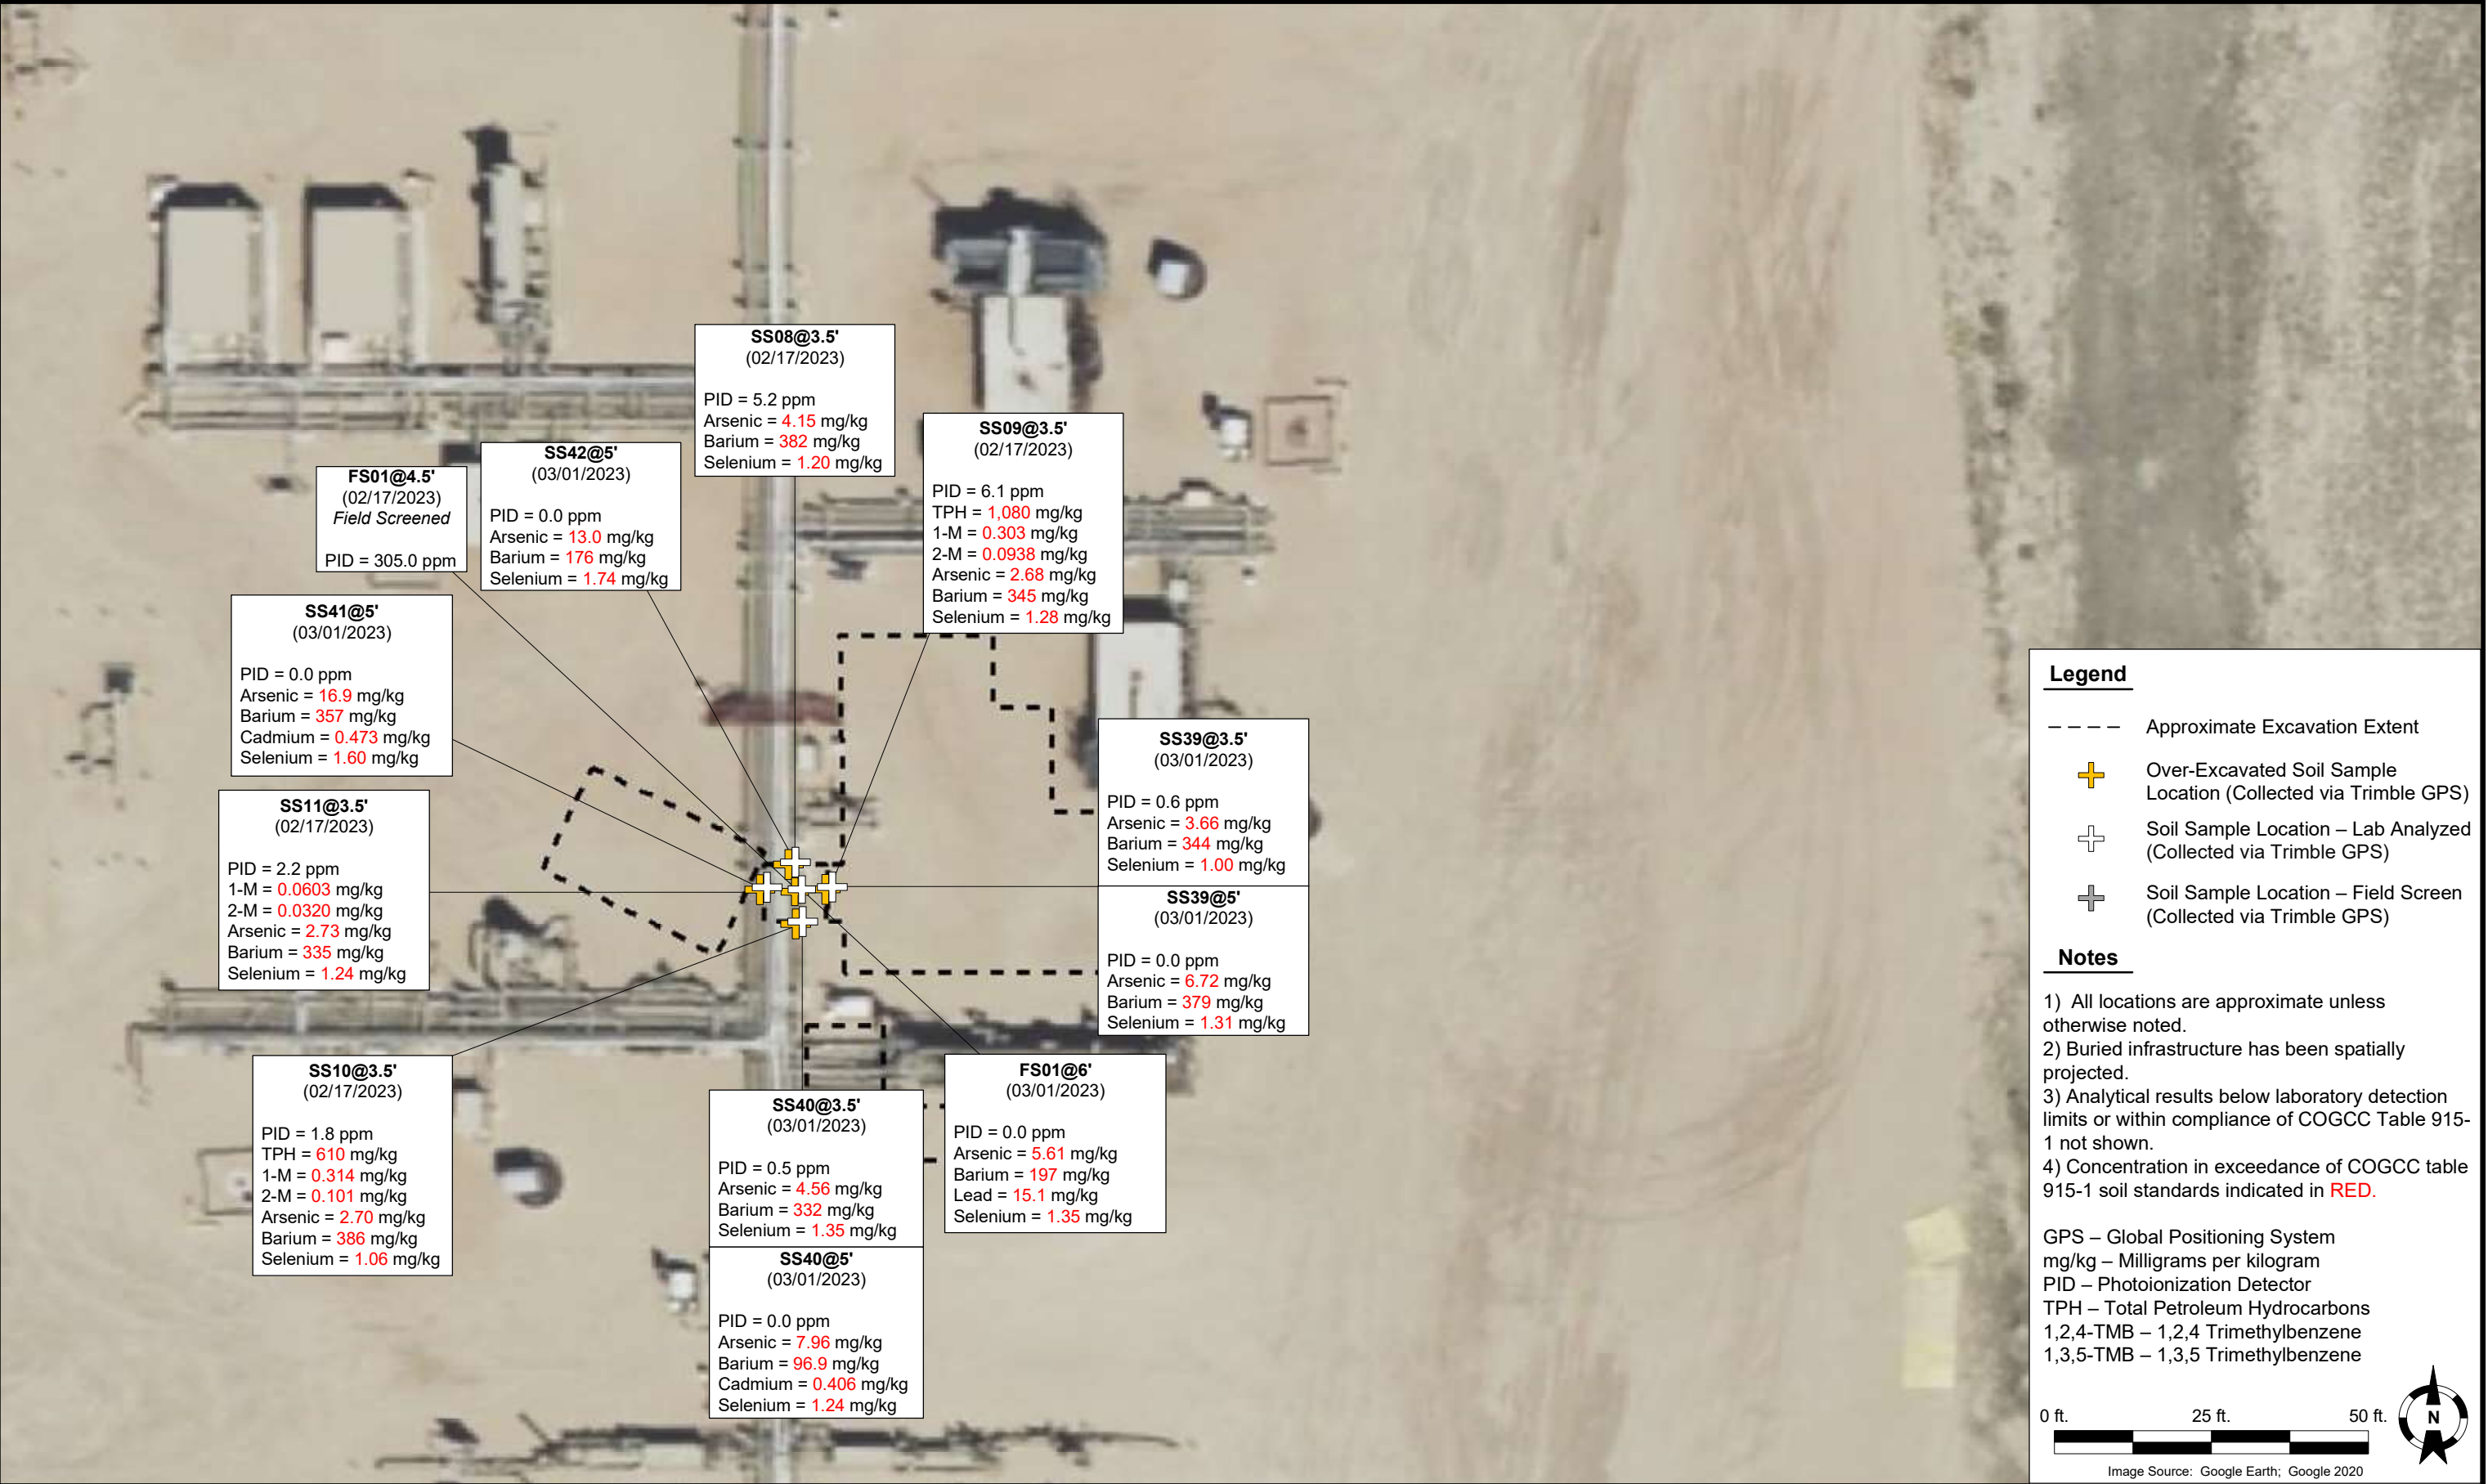 SS08@3.5'
(02/17/2023)
PID = 5.2 ppm
Arsenic = 4.15 mg/kg
Barium = 382 mg/kg
Selenium = 1.20 mg/kg
SS09@3.5'
(02/17/2023)
PID = 6.1 ppm
TPH = 1,080 mg/kg
1-M = 0.303 mg/kg
2-M = 0.0938 mg/kg
Arsenic = 2.68 mg/kg
Barium = 345 mg/kg
Selenium = 1.28 mg/kg
SS42@5'
(03/01/2023)
PID = 0.0 ppm
Arsenic = 13.0 mg/kg
Barium = 176 mg/kg
Selenium = 1.74 mg/kg
FS01@4.5'
(02/17/2023)
Field Screened
PID = 305.0 ppm
SS41@5'
(03/01/2023)
PID = 0.0 ppm
Arsenic = 16.9 mg/kg
Barium = 357 mg/kg
Cadmium = 0.473 mg/kg
Selenium = 1.60 mg/kg
SS11@3.5'
(02/17/2023)
PID = 2.2 ppm
1-M = 0.0603 mg/kg
2-M = 0.0320 mg/kg
Arsenic = 2.73 mg/kg
Barium = 335 mg/kg
Selenium = 1.24 mg/kg
SS39@3.5'
(03/01/2023)
PID = 0.6 ppm
Arsenic = 3.66 mg/kg
Barium = 344 mg/kg
Selenium = 1.00 mg/kg
SS39@5'
(03/01/2023)
PID = 0.0 ppm
Arsenic = 6.72 mg/kg
Barium = 379 mg/kg
Selenium = 1.31 mg/kg
SS10@3.5'
(02/17/2023)
PID = 1.8 ppm
TPH = 610 mg/kg
1-M = 0.314 mg/kg
2-M = 0.101 mg/kg
Arsenic = 2.70 mg/kg
Barium = 386 mg/kg
Selenium = 1.06 mg/kg
SS40@3.5'
(03/01/2023)
PID = 0.5 ppm
Arsenic = 4.56 mg/kg
Barium = 332 mg/kg
Selenium = 1.35 mg/kg
SS40@5'
(03/01/2023)
PID = 0.0 ppm
Arsenic = 7.96 mg/kg
Barium = 96.9 mg/kg
Cadmium = 0.406 mg/kg
Selenium = 1.24 mg/kg
FS01@6'
(03/01/2023)
PID = 0.0 ppm
Arsenic = 5.61 mg/kg
Barium = 197 mg/kg
Lead = 15.1 mg/kg
Selenium = 1.35 mg/kg
Legend
Approximate Excavation Extent
Over-Excavated Soil Sample
Location (Collected via Trimble GPS)
Soil Sample Location – Lab Analyzed
(Collected via Trimble GPS)
Soil Sample Location – Field Screen
(Collected via Trimble GPS)
Notes
1) All locations are approximate unless
otherwise noted.
2) Buried infrastructure has been spatially
projected.
3) Analytical results below laboratory detection
limits or within compliance of COGCC Table 915-
1 not shown.
4) Concentration in exceedance of COGCC table
915-1 soil standards indicated in RED.
GPS – Global Positioning System
mg/kg – Milligrams per kilogram
PID – Photoionization Detector
TPH – Total Petroleum Hydrocarbons
1,2,4-TMB – 1,2,4 Trimethylbenzene
1,3,5-TMB – 1,3,5 Trimethylbenzene
0 ft. 25 ft. 50 ft.
N
Image Source: Google Earth; Google 2020